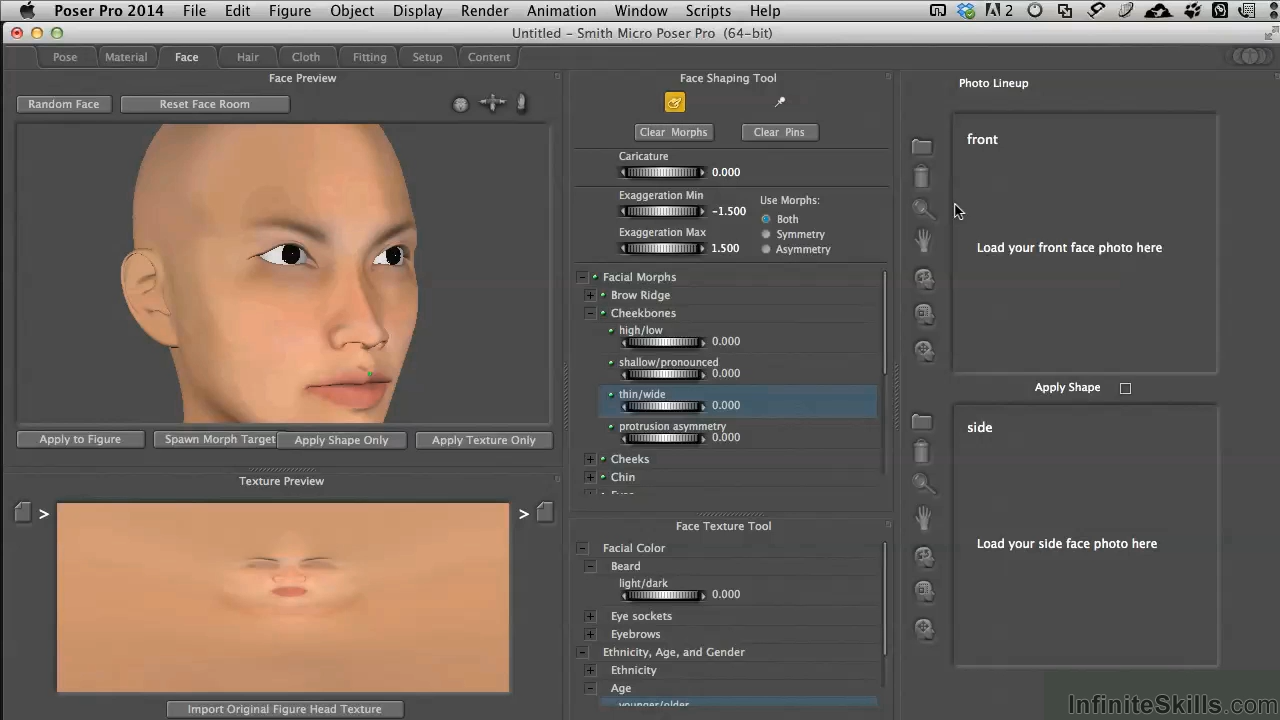 Poser Pro 2014 File Edit Figure Object Display Render Animation Window Scripts Help 2
Untitled - Smith Micro Poser Pro (64-bit)
Pose Material Face Hair Cloth Fitting Setup Content
Face Preview
Random Face Reset Face Room
Apply to Figure Spawn Morph Target Apply Shape Only Apply Texture Only
Texture Preview
> >
Import Original Figure Head Texture
Face Shaping Tool
Clear Morphs Clear Pins
Caricature
0.000
Exaggeration Min
-1.500
Exaggeration Max
1.500
Use Morphs:
Both
Symmetry
Asymmetry
Facial Morphs
Brow Ridge
Cheekbones
high/low
0.000
shallow/pronounced
0.000
thin/wide
0.000
protrusion asymmetry
0.000
Cheeks
Chin
Eyes
Face Texture Tool
Facial Color
Beard
light/dark
0.000
Eye sockets
Eyebrows
Ethnicity, Age, and Gender
Ethnicity
Age
younger/older
Photo Lineup
front
Load your front face photo here
Apply Shape
side
Load your side face photo here
InfiniteSkills.com